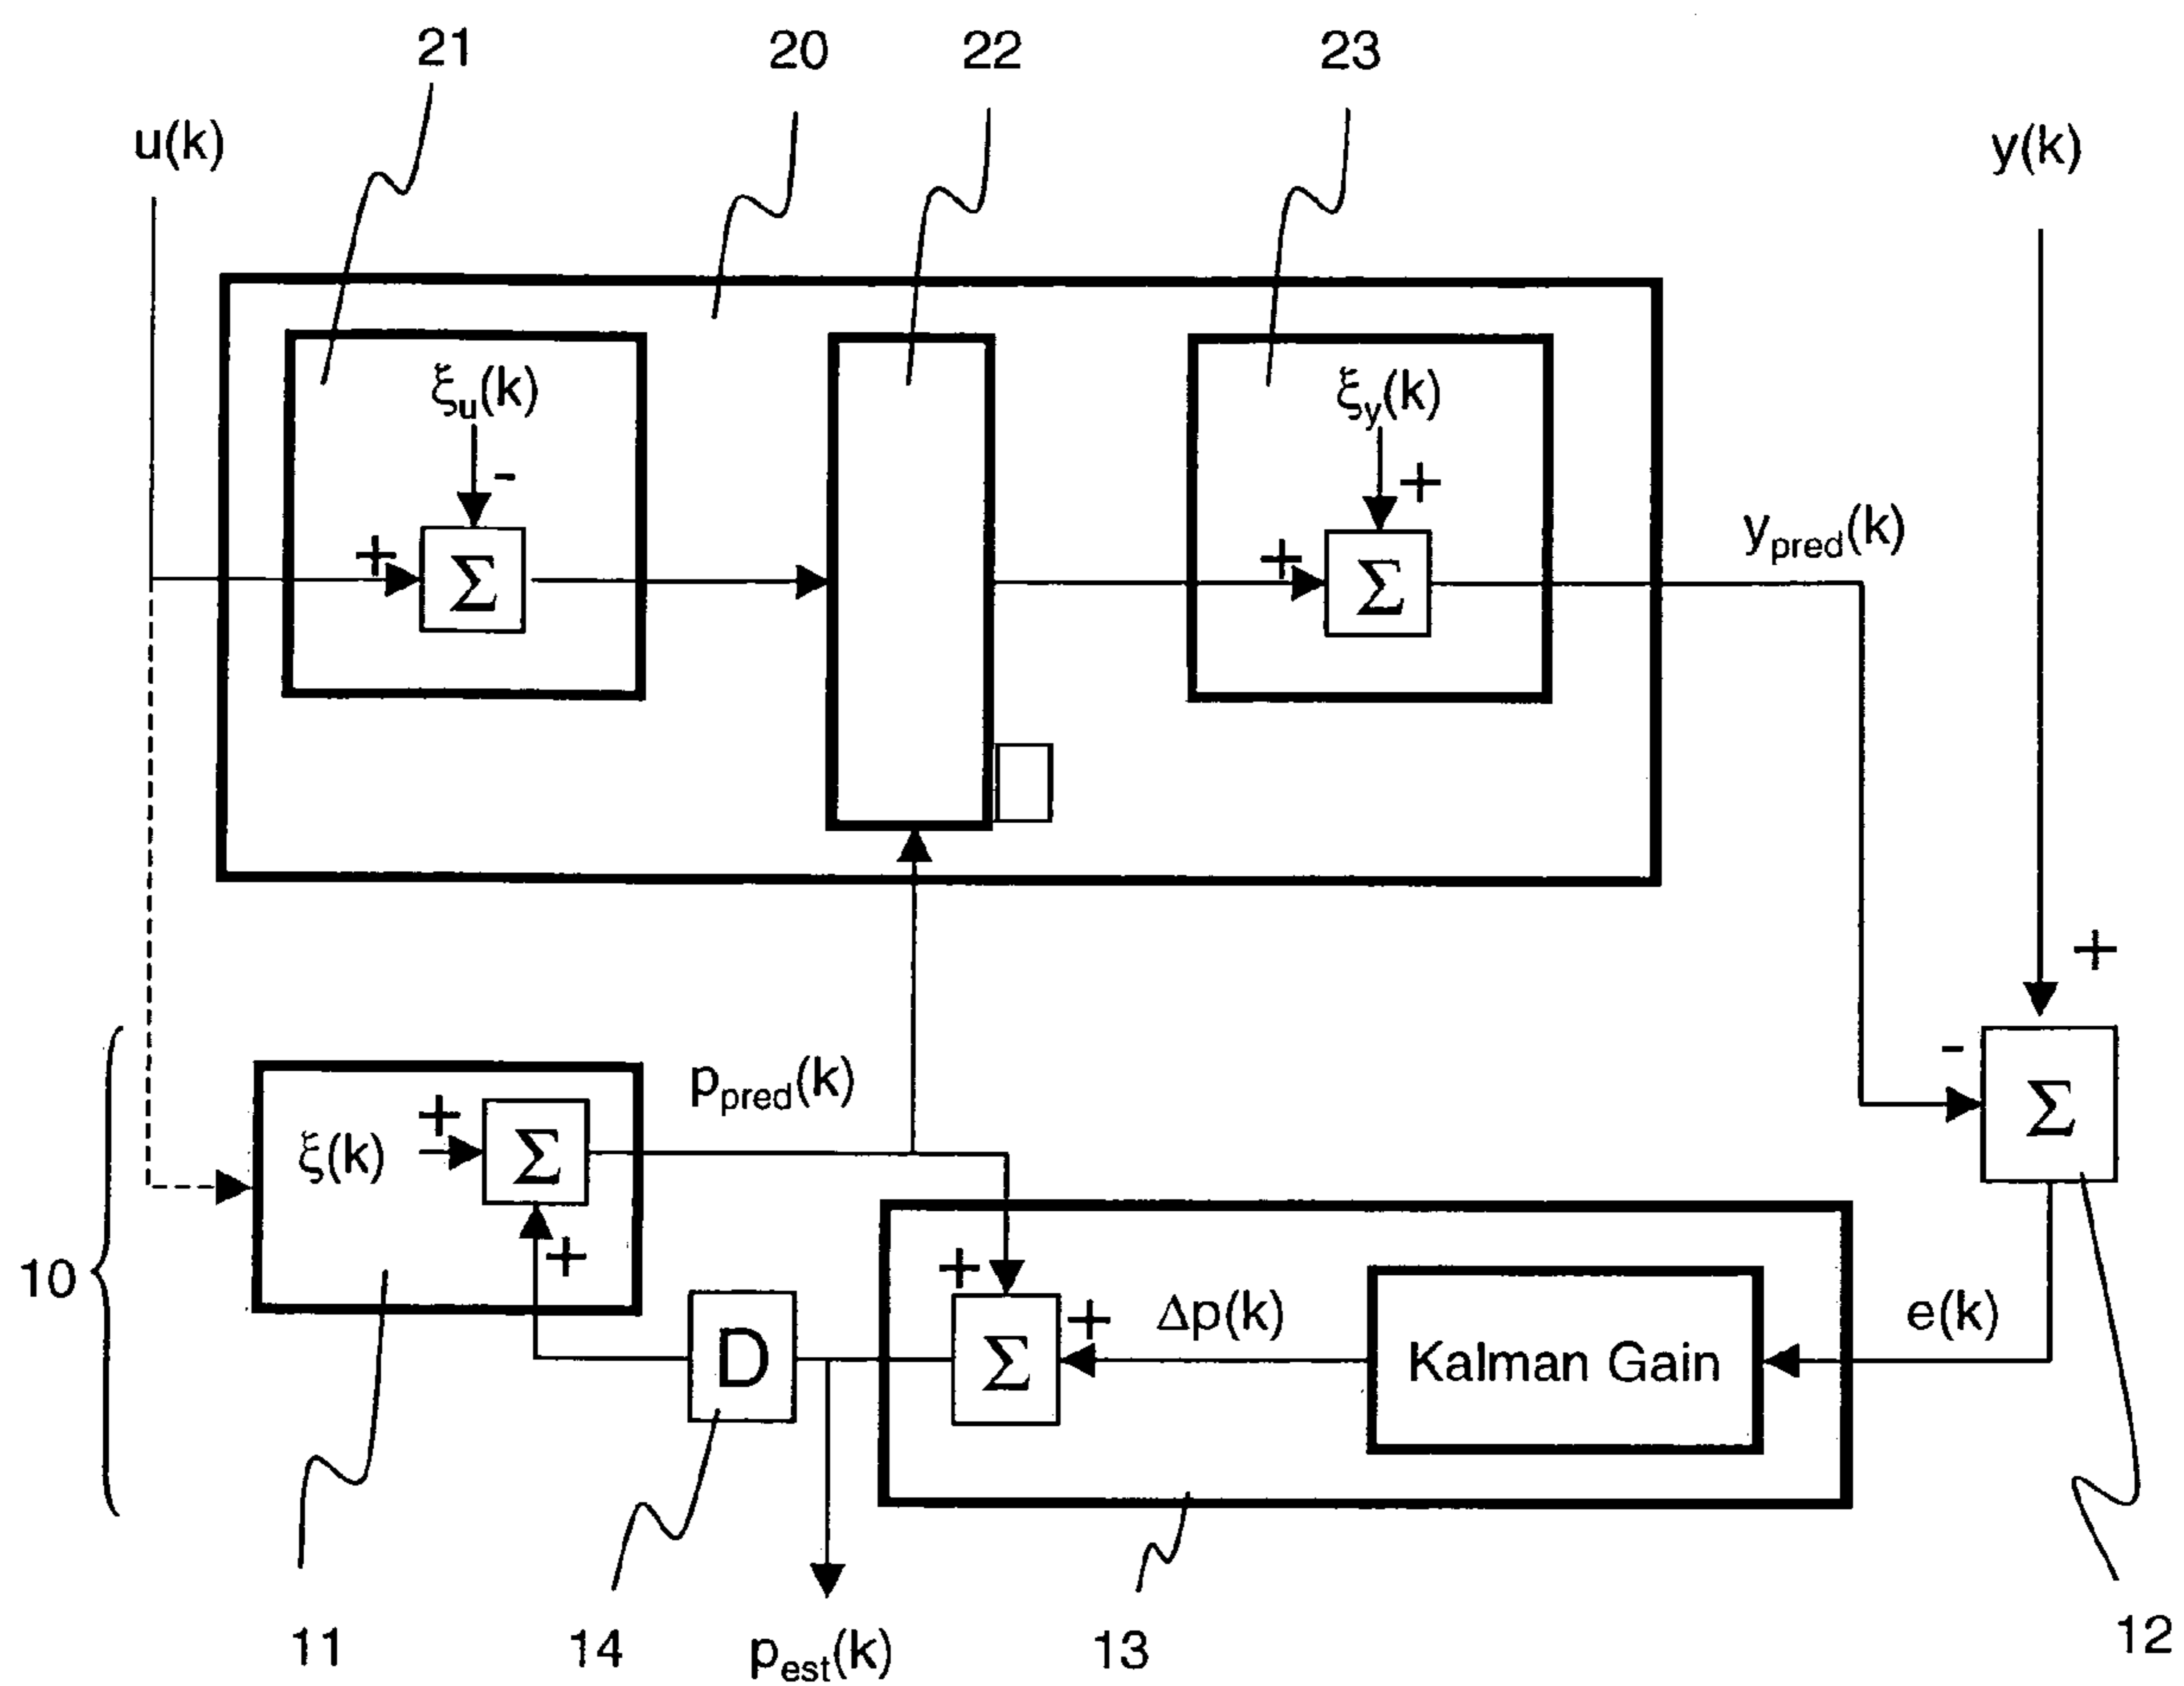 21
20
22
23
u(k)
y(k)
ξu(k)
-
+
Σ
ξy(k)
+
+
Σ
ypred(k)
+
-
Σ
ppred(k)
ξ(k)
+
Σ
+
10
D
+
Σ
+
Δp(k)
Kalman Gain
e(k)
11
14
pest(k)
13
12